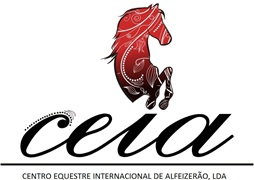 ceia
CENTRO EQUESTRE INTERNACIONAL DE ALFEIZERÃO, LDA